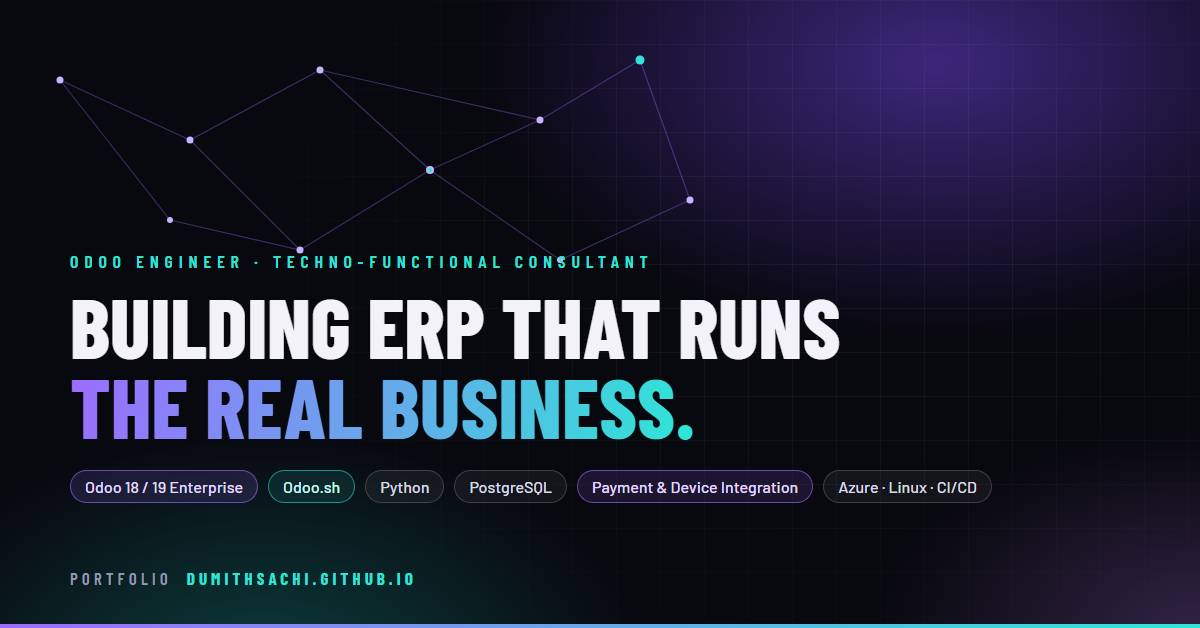 ODOO ENGINEER · TECHNO-FUNCTIONAL CONSULTANT
BUILDING ERP THAT RUNS
THE REAL BUSINESS.
Odoo 18 / 19 Enterprise Odoo.sh Python PostgreSQL Payment & Device Integration Azure · Linux · CI/CD
PORTFOLIO DUMITHSACHI.GITHUB.IO